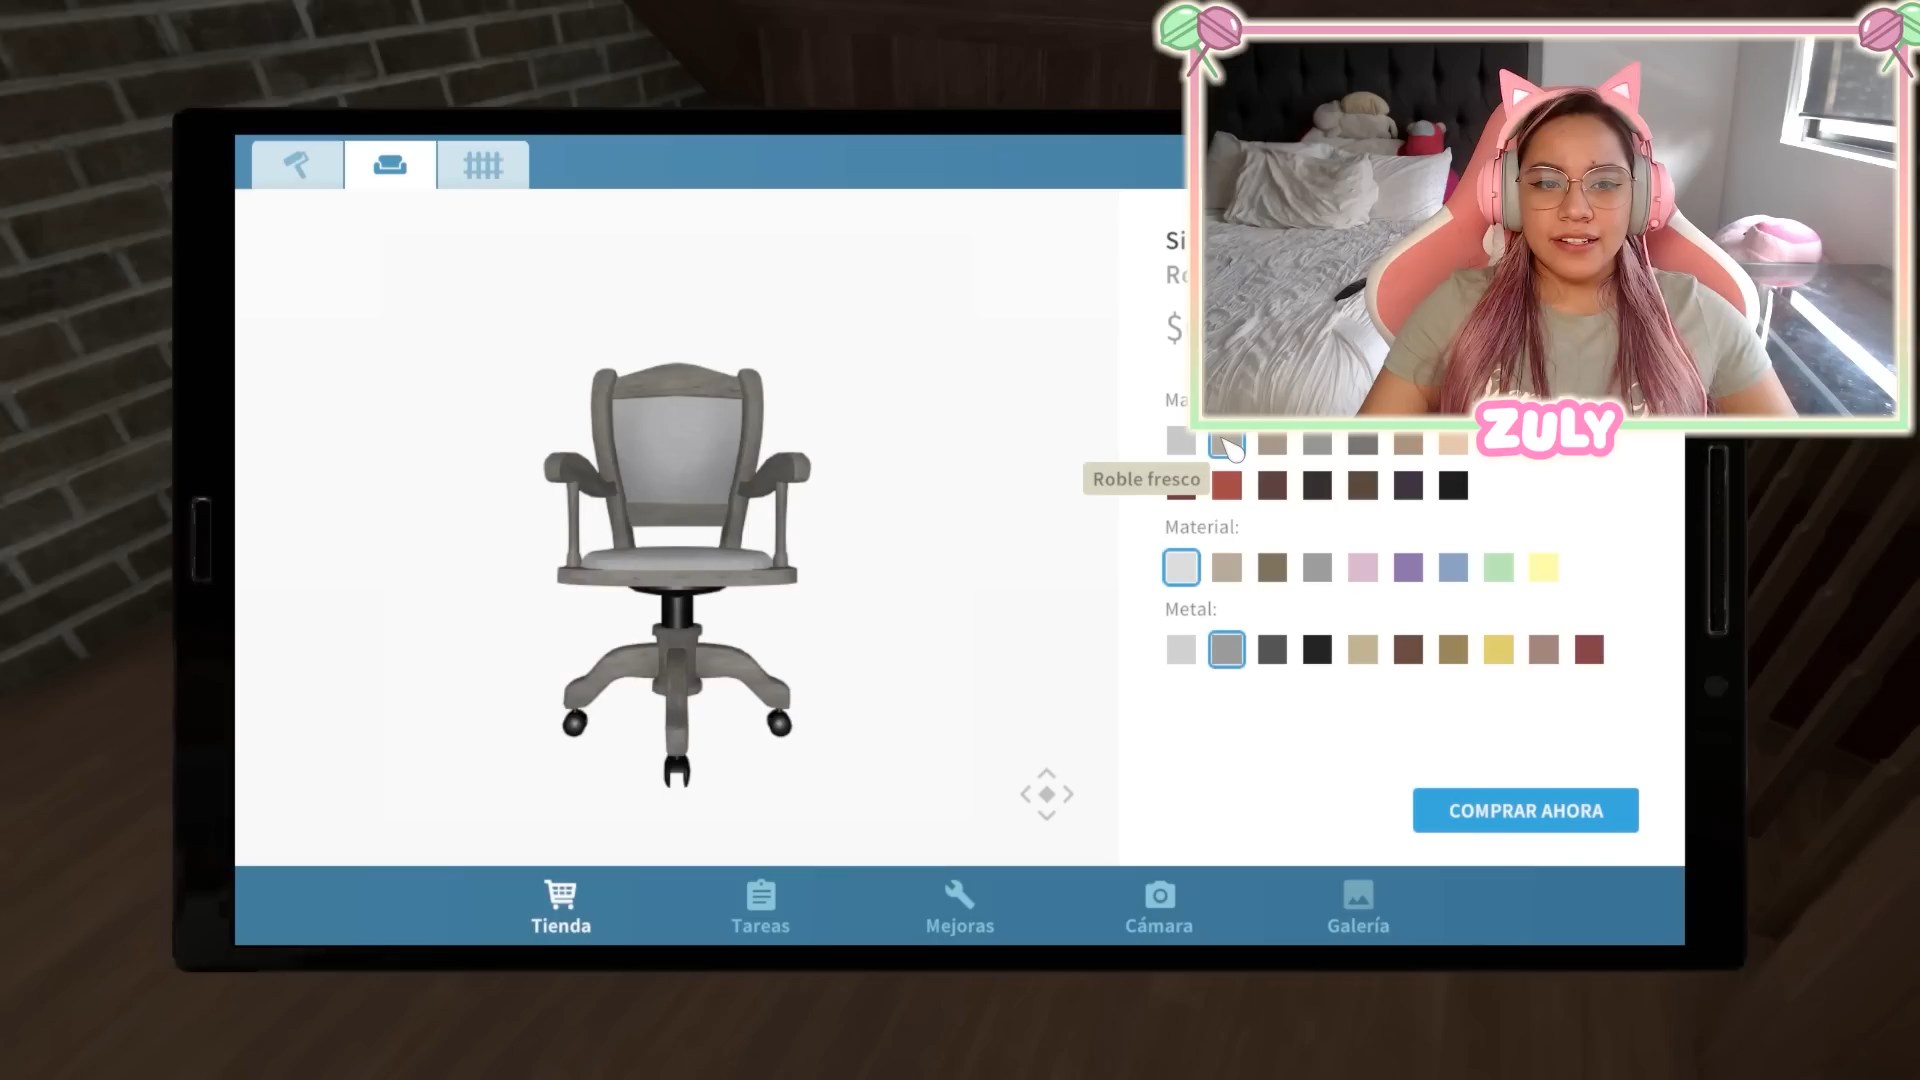 Si
Ro
$
Ma
ZULY
Roble fresco
Material:
Metal:
COMPRAR AHORA
Tienda
Tareas
Mejoras
Cámara
Galería